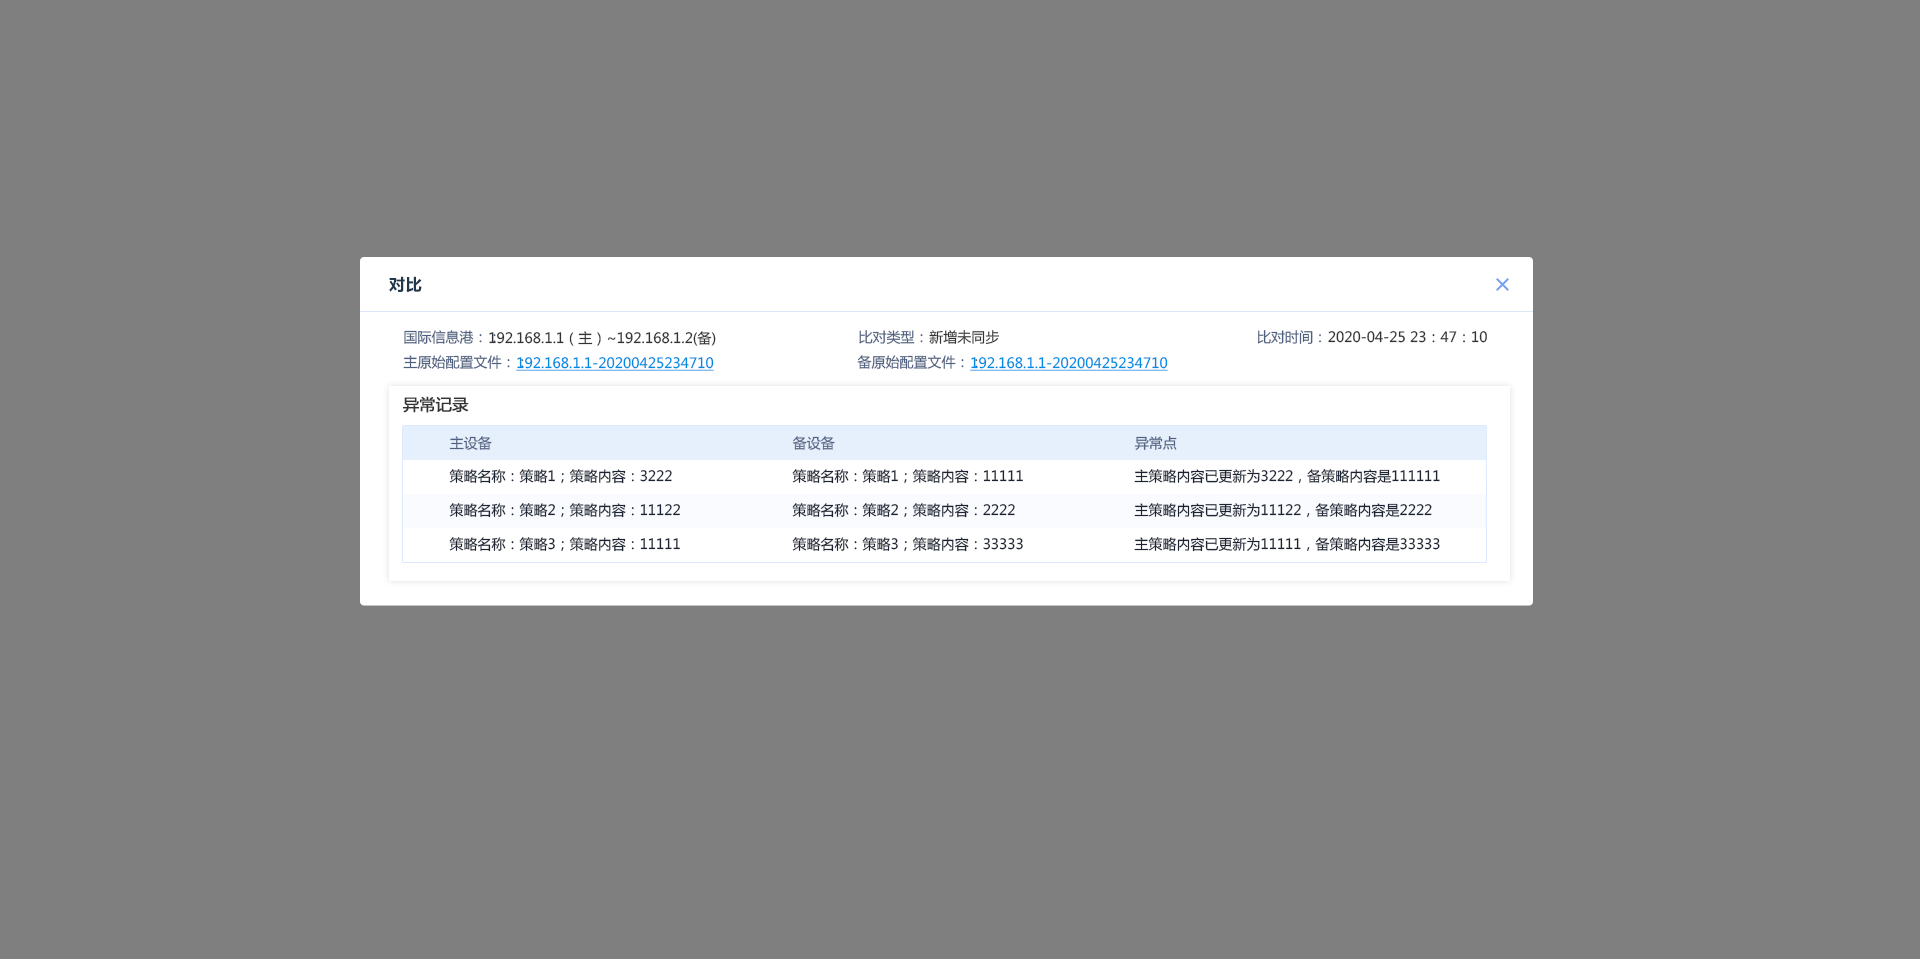 对比
国际信息港：192.168.1.1（主）~192.168.1.2(备) 比对类型：新增未同步 比对时间：2020-04-25 23：47：10
主原始配置文件：192.168.1.1-20200425234710 备原始配置文件：192.168.1.1-20200425234710
异常记录
主设备 备设备 异常点
策略名称：策略1；策略内容：3222 策略名称：策略1；策略内容：11111 主策略内容已更新为3222，备策略内容是111111
策略名称：策略2；策略内容：11122 策略名称：策略2；策略内容：2222 主策略内容已更新为11122，备策略内容是2222
策略名称：策略3；策略内容：11111 策略名称：策略3；策略内容：33333 主策略内容已更新为11111，备策略内容是33333